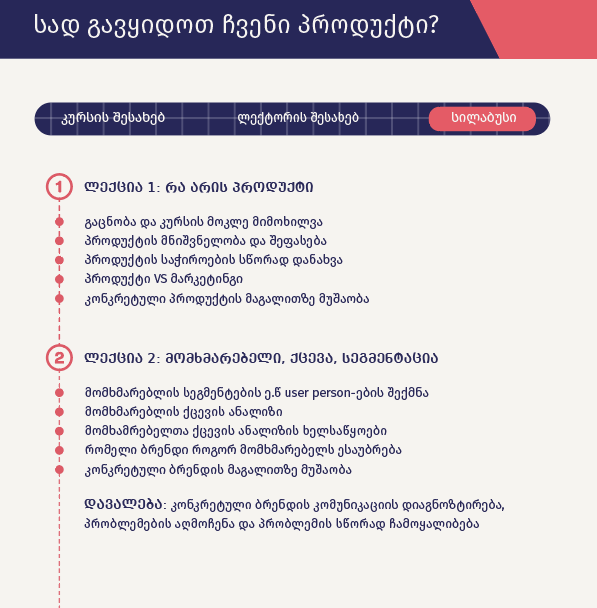 სად გავყიდოთ ჩვენი პროდუქტი?
კურსის შესახებ
ლექტორის შესახებ
სილაბუსი
1 ლექცია 1: რა არის პროდუქტი
გაცნობა და კურსის მოკლე მიმოხილვა
პროდუქტის მნიშვნელობა და შეფასება
პროდუქტის საჭიროების სწორად დანახვა
პროდუქტი VS მარკეტინგი
კონკრეტული პროდუქტის მაგალითზე მუშაობა
2 ლექცია 2: მომხმარებელი, ქცევა, სეგმენტაცია
მომხმარებლის სეგმენტების ე.წ user person-ების შექმნა
მომხმარებლის ქცევის ანალიზი
მომხამრებელთა ქცევის ანალიზის ხელსაწყოები
რომელი ბრენდი როგორ მომხმარებელს ესაუბრება
კონკრეტული ბრენდის მაგალითზე მუშაობა
დავალება: კონკრეტული ბრენდის კომუნიკაციის დიაგნოზტირება,
პრობლემების აღმოჩენა და პრობლემის სწორად ჩამოყალიბება